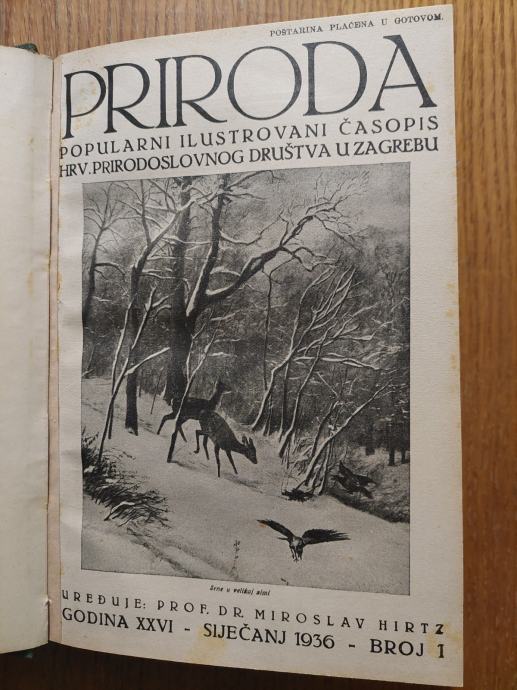 POŠTARINA PLAĆENA U GOTOVOM.
PRIRODA
POPULARNI ILUSTROVANI ČASOPIS
HRV. PRIRODOSLOVNOG DRUŠTVA U ZAGREBU
Srne u velikoj zimi
UREĐUJE: PROF. DR. MIROSLAV HIRTZ
GODINA XXVI - SIJEČANJ 1936 - BROJ 1